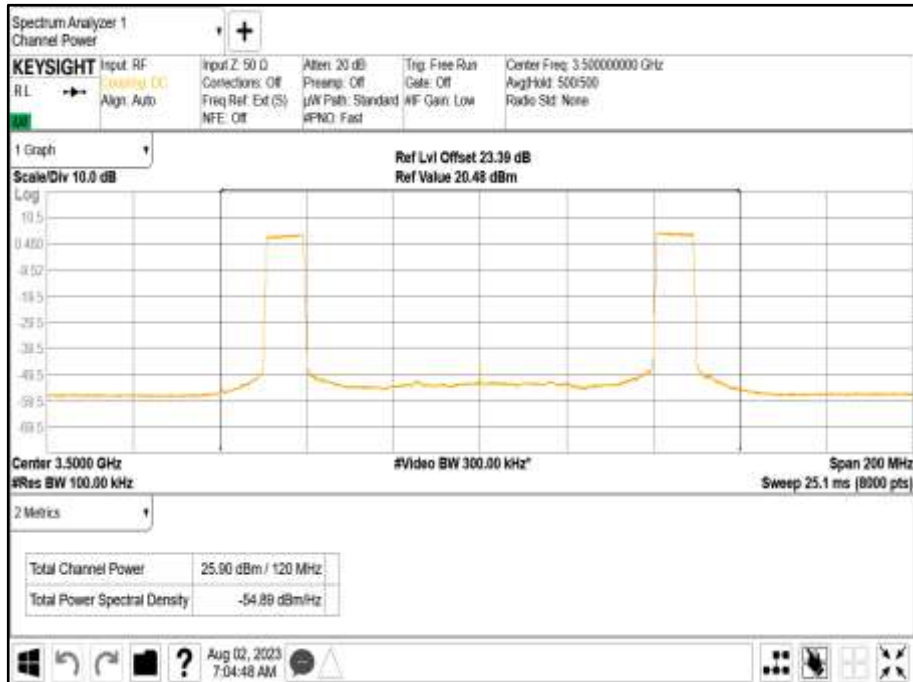 Spectrum Analyzer 1
Channel Power
KEYSIGHT
RL
Input: RF
Coupling: DC
Align: Auto
Input Z: 50 Ω
Corrections: Off
Freq Ref: Ext (S)
NFE: Off
Atten: 20 dB
Preamp: Off
µW Path: Standard
#PNO: Fast
Trig: Free Run
Gate: Off
#IF Gain: Low
Center Freq: 3.500000000 GHz
Avg|Hold: 500/500
Radio Std: None
1 Graph
Scale/Div 10.0 dB
Ref Lvl Offset 23.39 dB
Ref Value 20.48 dBm
Log
10.5
0.480
-9.52
-19.5
-29.5
-39.5
-49.5
-59.5
-69.5
Center 3.5000 GHz
#Video BW 300.00 kHz*
Span 200 MHz
#Res BW 100.00 kHz
Sweep 25.1 ms (8000 pts)
2 Metrics
Total Channel Power 25.90 dBm / 120 MHz
Total Power Spectral Density -54.89 dBm/Hz
?
Aug 02, 2023
7:04:48 AM